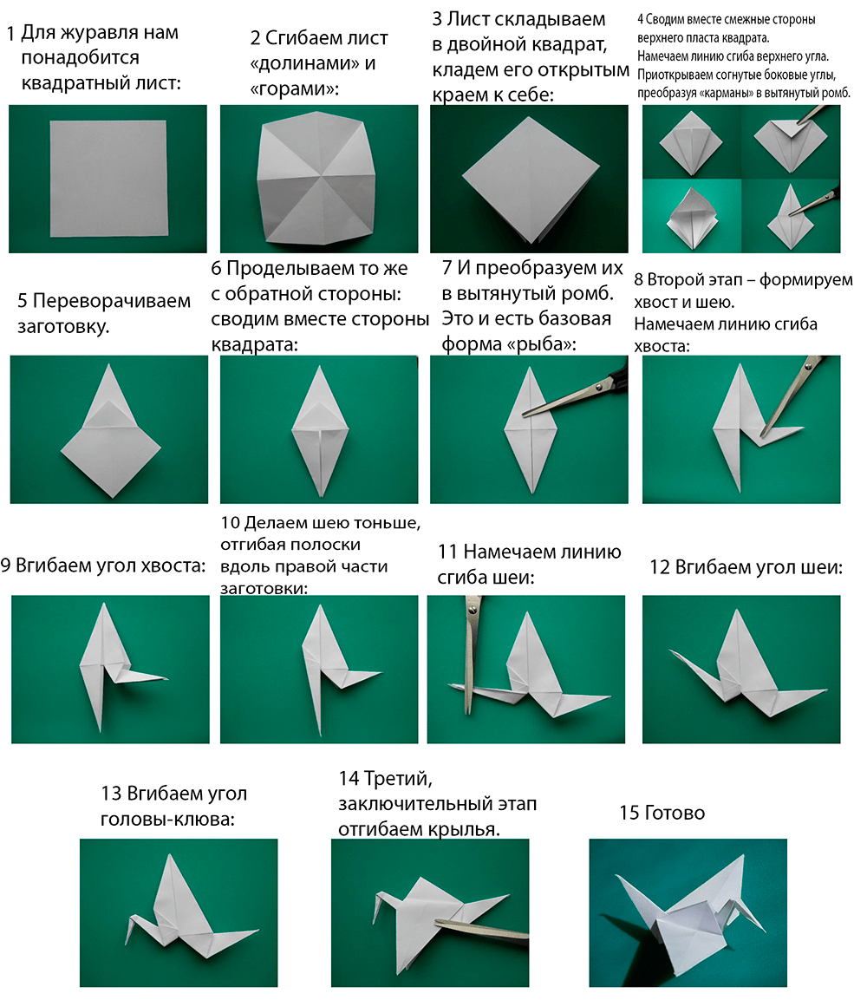 1 Для журавля нам
понадобится
квадратный лист:
2 Сгибаем лист
«долинами» и
«горами»:
3 Лист складываем
в двойной квадрат,
кладем его открытым
краем к себе:
4 Сводим вместе смежные стороны
верхнего пласта квадрата.
Намечаем линию сгиба верхнего угла.
Приоткрываем согнутые боковые углы,
преобразуя «карманы» в вытянутый ромб.
5 Переворачиваем
заготовку.
6 Проделываем то же
с обратной стороны:
сводим вместе стороны
квадрата:
7 И преобразуем их
в вытянутый ромб.
Это и есть базовая
форма «рыба»:
8 Второй этап – формируем
хвост и шею.
Намечаем линию сгиба
хвоста:
9 Вгибаем угол хвоста:
10 Делаем шею тоньше,
отгибая полоски
вдоль правой части
заготовки:
11 Намечаем линию
сгиба шеи:
12 Вгибаем угол шеи:
13 Вгибаем угол
головы-клюва:
14 Третий,
заключительный этап
отгибаем крылья.
15 Готово